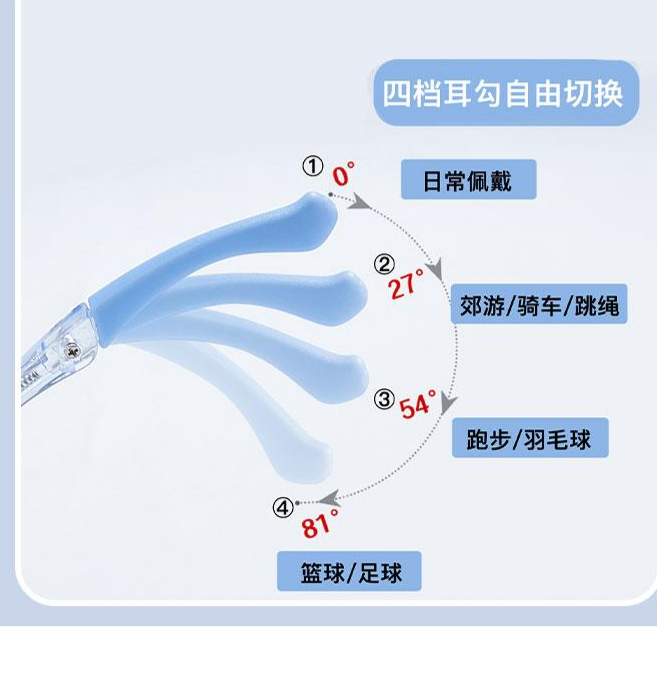 四档耳勾自由切换
① 0°
日常佩戴
② 27°
郊游/骑车/跳绳
③ 54°
跑步/羽毛球
④ 81°
篮球/足球